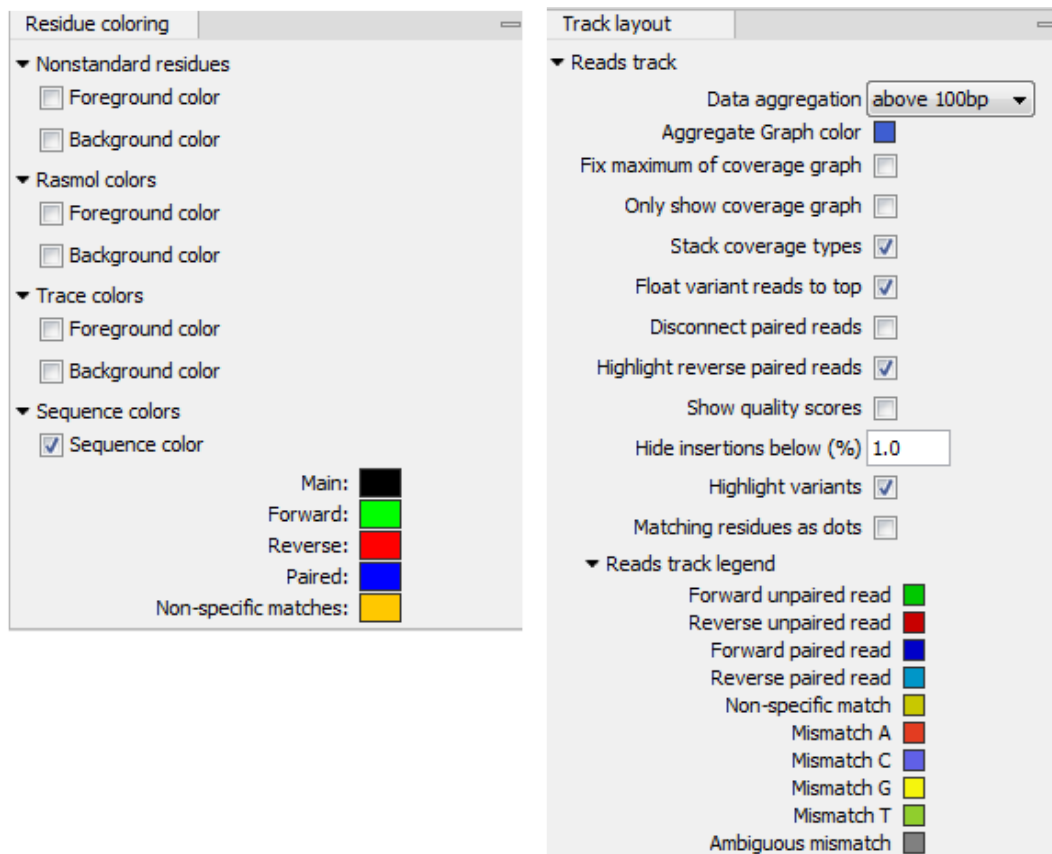 Residue coloring
Nonstandard residues
Foreground color
Background color
Rasmol colors
Foreground color
Background color
Trace colors
Foreground color
Background color
Sequence colors
Sequence color
Main:
Forward:
Reverse:
Paired:
Non-specific matches:
Track layout
Reads track
Data aggregation above 100bp
Aggregate Graph color
Fix maximum of coverage graph
Only show coverage graph
Stack coverage types
Float variant reads to top
Disconnect paired reads
Highlight reverse paired reads
Show quality scores
Hide insertions below (%) 1.0
Highlight variants
Matching residues as dots
Reads track legend
Forward unpaired read
Reverse unpaired read
Forward paired read
Reverse paired read
Non-specific match
Mismatch A
Mismatch C
Mismatch G
Mismatch T
Ambiguous mismatch